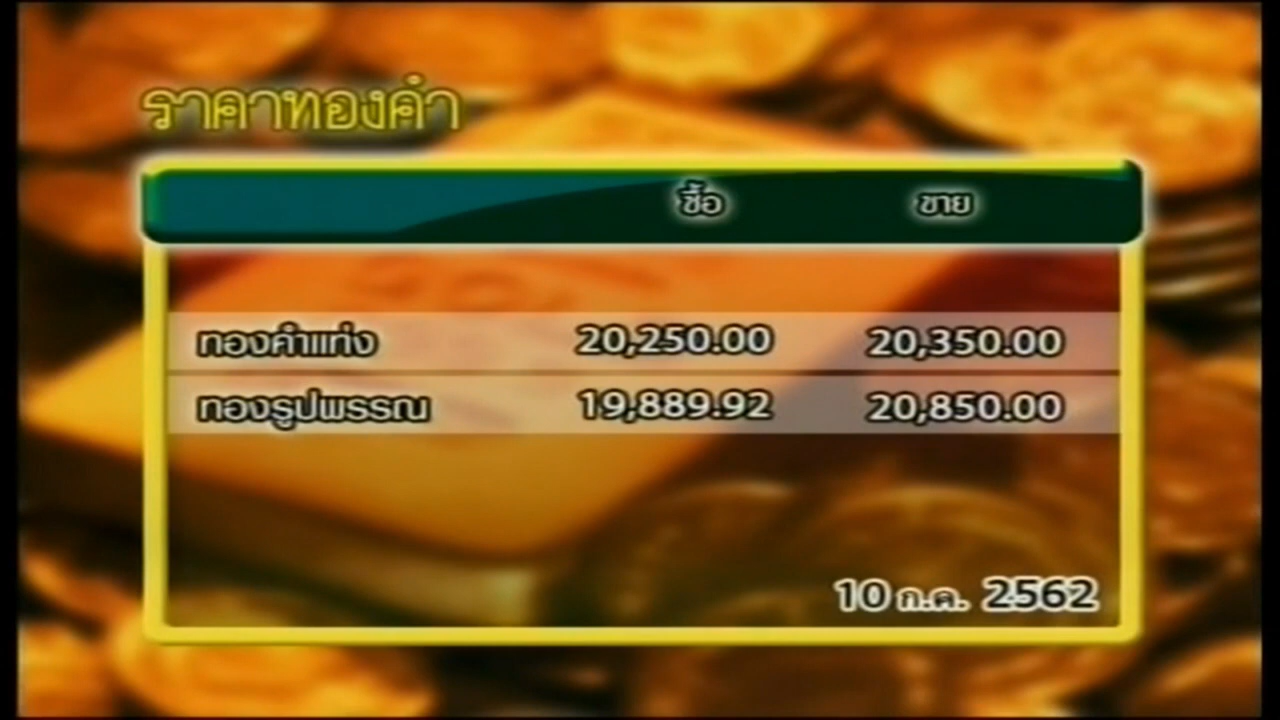 ราคาทองคำ
ซื้อ ขาย
ทองคำแท่ง 20,250.00 20,350.00
ทองรูปพรรณ 19,889.92 20,850.00
10 ก.ค. 2562